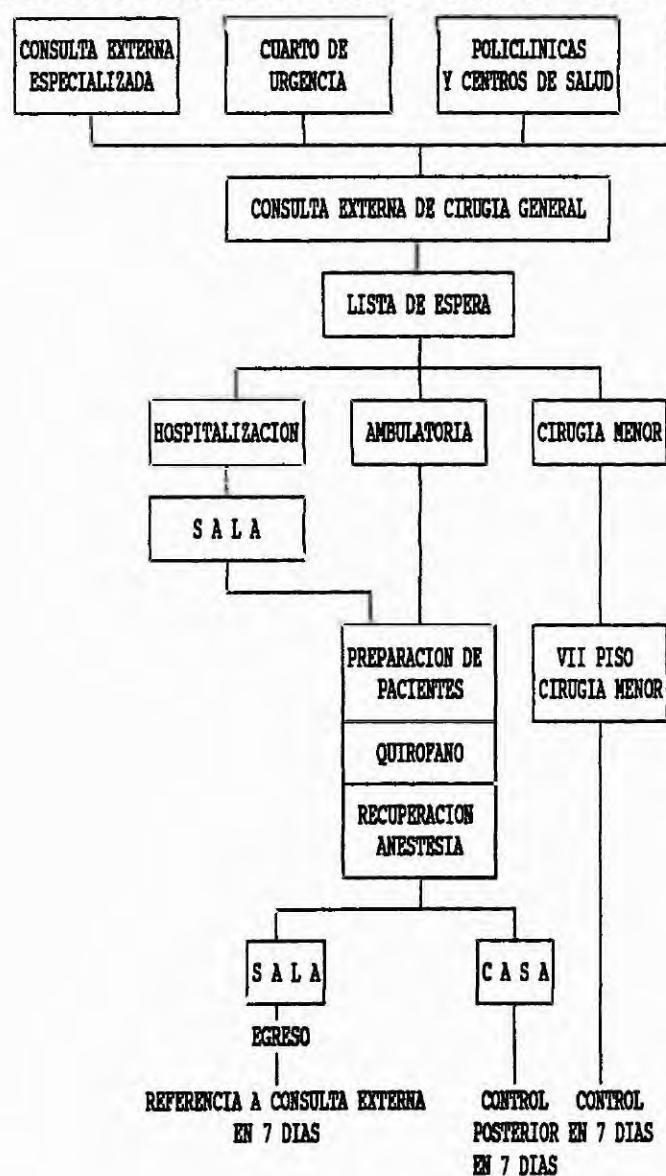 CONSULTA EXTERNA
ESPECIALIZADA
CUARTO DE
URGENCIA
POLICLINICAS
Y CENTROS DE SALUD
CONSULTA EXTERNA DE CIRUGIA GENERAL
LISTA DE ESPERA
HOSPITALIZACION
AMBULATORIA
CIRUGIA MENOR
S A L A
PREPARACION DE
PACIENTES
VII PISO
CIRUGIA MENOR
QUIROFANO
RECUPERACION
ANESTESIA
S A L A
C A S A
EGRESO
REFERENCIA A CONSULTA EXTERNA
EN 7 DIAS
CONTROL
POSTERIOR
EN 7 DIAS
CONTROL
EN 7 DIAS